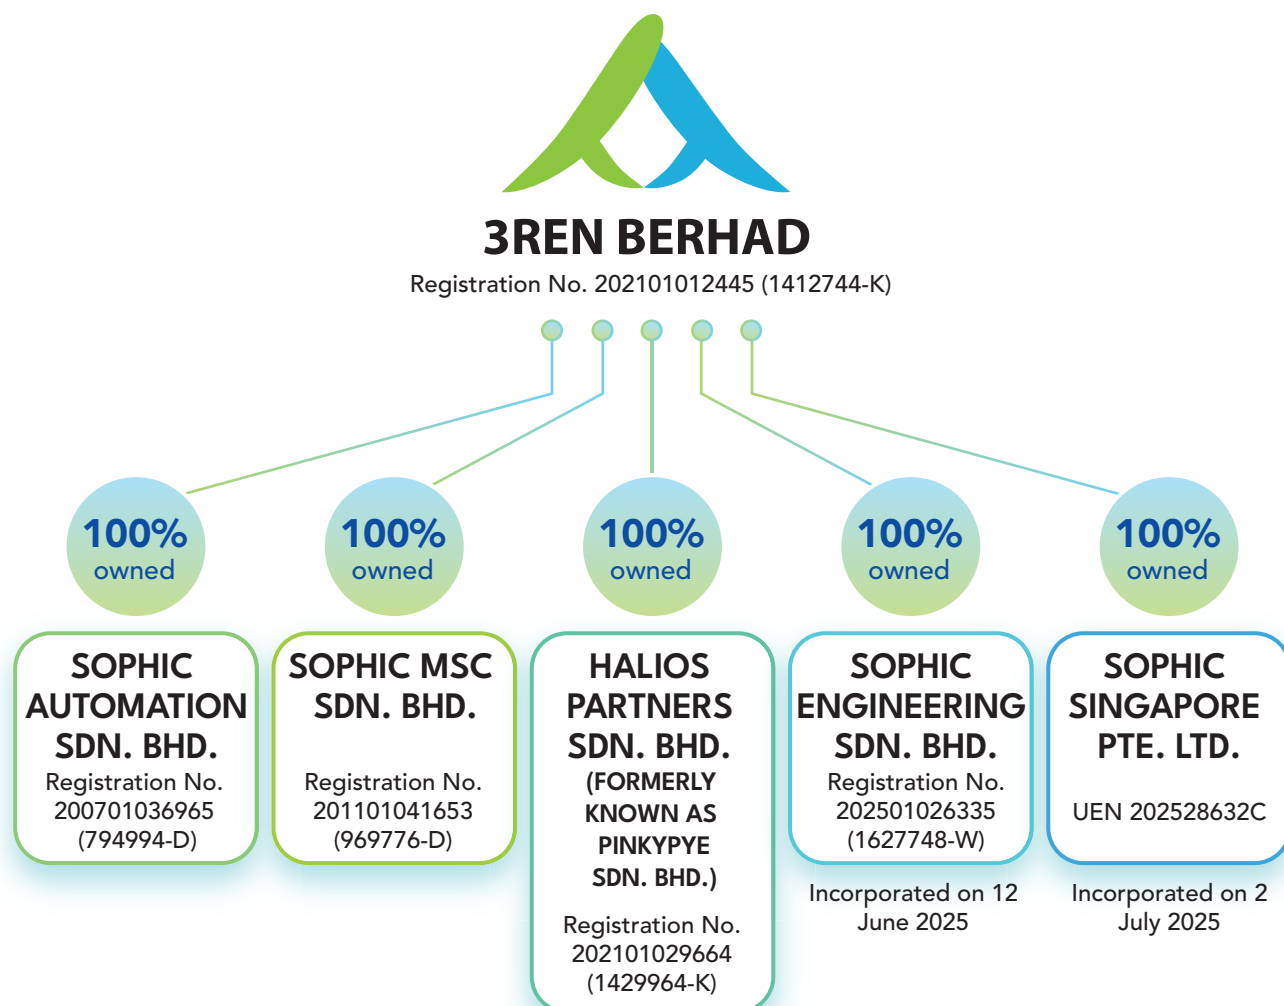 3REN BERHAD
Registration No. 202101012445 (1412744-K)
100%
owned
SOPHIC
AUTOMATION
SDN. BHD.
Registration No.
200701036965
(794994-D)
100%
owned
SOPHIC MSC
SDN. BHD.
Registration No.
201101041653
(969776-D)
100%
owned
HALIOS
PARTNERS
SDN. BHD.
(FORMERLY
KNOWN AS
PINKYPYE
SDN. BHD.)
Registration No.
202101029664
(1429964-K)
100%
owned
SOPHIC
ENGINEERING
SDN. BHD.
Registration No.
202501026335
(1627748-W)
Incorporated on 12
June 2025
100%
owned
SOPHIC
SINGAPORE
PTE. LTD.
UEN 202528632C
Incorporated on 2
July 2025